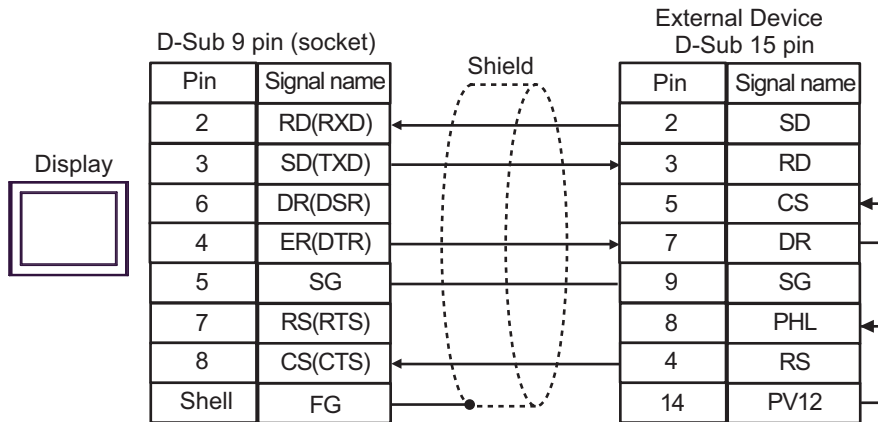 External Device
D-Sub 9 pin (socket)
D-Sub 15 pin
Shield
Pin Signal name Pin Signal name
2 RD(RXD) 2 SD
Display
3 SD(TXD) 3 RD
6 DR(DSR) 5 CS
4 ER(DTR) 7 DR
5 SG 9 SG
7 RS(RTS) 8 PHL
8 CS(CTS) 4 RS
Shell FG 14 PV12